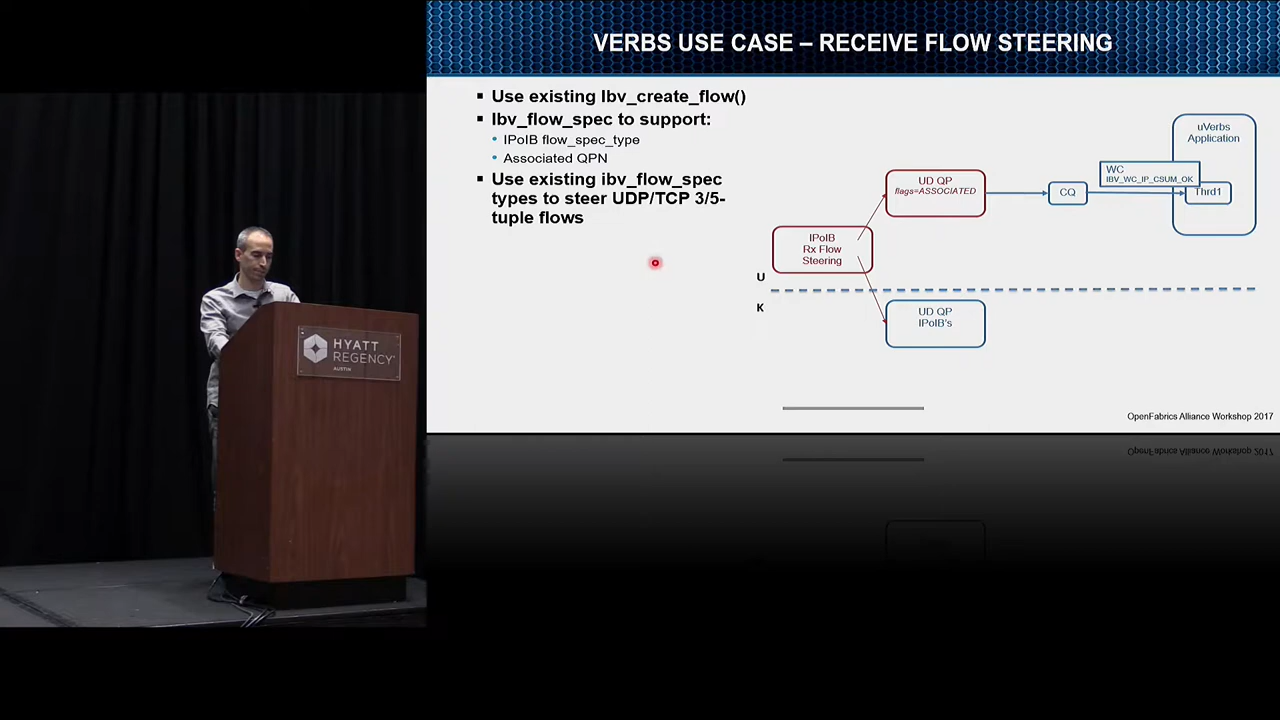 VERBS USE CASE – RECEIVE FLOW STEERING
▪ Use existing Ibv_create_flow()
▪ Ibv_flow_spec to support:
• IPoIB flow_spec_type
• Associated QPN
▪ Use existing ibv_flow_spec
types to steer UDP/TCP 3/5-
tuple flows
uVerbs
Application
WC
IBV_WC_IP_CSUM_OK
Thrd1
CQ
UD QP
flags=ASSOCIATED
IPoIB
Rx Flow
Steering
U
K
UD QP
IPoIB's
OpenFabrics Alliance Workshop 2017
HYATT
REGENCY
AUSTIN